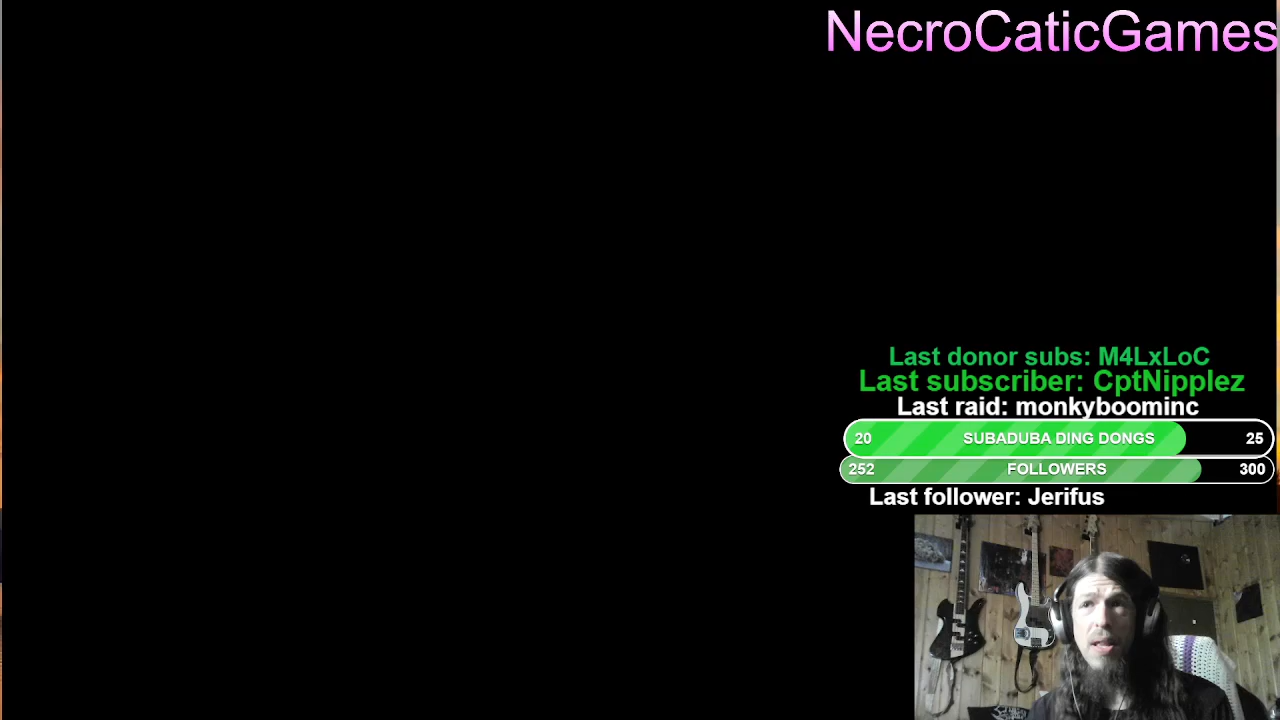 NecroCaticGames
Last donor subs: M4LxLoC
Last subscriber: CptNipplez
Last raid: monkyboominc
20 SUBADUBA DING DONGS 25
252 FOLLOWERS 300
Last follower: Jerifus